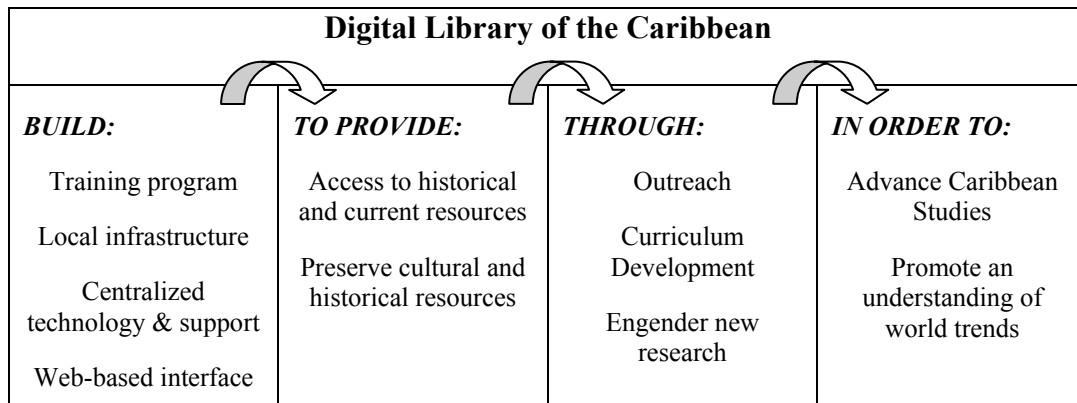 Digital Library of the Caribbean
BUILD:
Training program
Local infrastructure
Centralized
technology & support
Web-based interface
TO PROVIDE:
Access to historical
and current resources
Preserve cultural and
historical resources
THROUGH:
Outreach
Curriculum
Development
Engender new
research
IN ORDER TO:
Advance Caribbean
Studies
Promote an
understanding of
world trends